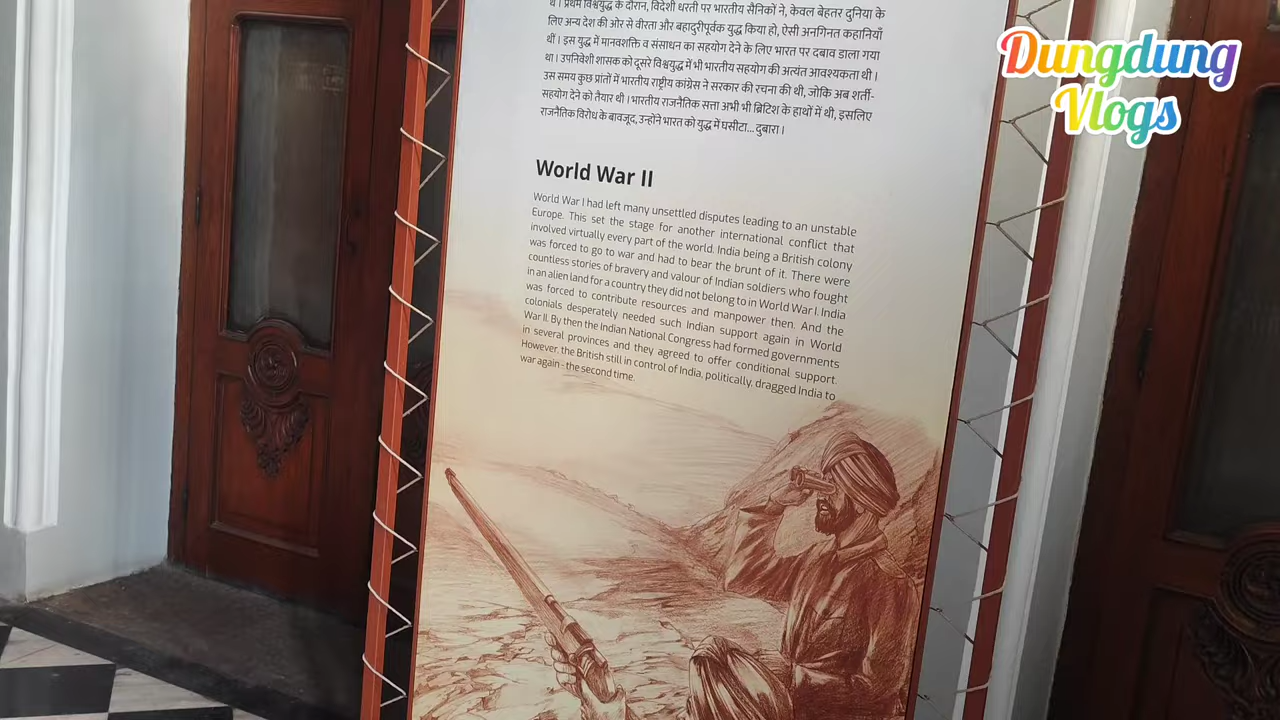 थे । प्रथम विश्वयुद्ध के दौरान, विदेशी धरती पर भारतीय सैनिकों ने, केवल बेहतर दुनिया के
लिए अन्य देश की ओर से वीरता और बहादुरीपूर्वक युद्ध किया हो, ऐसी अनगिनत कहानियाँ
थीं । इस युद्ध में मानवशक्ति व संसाधन का सहयोग देने के लिए भारत पर दबाव डाला गया
था । उपनिवेशी शासक को दूसरे विश्वयुद्ध में भी भारतीय सहयोग की अत्यंत आवश्यकता थी ।
उस समय कुछ प्रांतों में भारतीय राष्ट्रीय कांग्रेस ने सरकार की रचना की थी, जोकि अब शर्ती-
सहयोग देने को तैयार थी । भारतीय राजनैतिक सत्ता अभी भी ब्रिटिश के हाथों में थी, इसलिए
राजनैतिक विरोध के बावजूद, उन्होंने भारत को युद्ध में घसीटा... दुबारा ।
World War II
World War I had left many unsettled disputes leading to an unstable
Europe. This set the stage for another international conflict that
involved virtually every part of the world. India being a British colony
was forced to go to war and had to bear the brunt of it. There were
countless stories of bravery and valour of Indian soldiers who fought
in an alien land for a country they did not belong to in World War I. India
was forced to contribute resources and manpower then. And the
colonials desperately needed such Indian support again in World
War II. By then the Indian National Congress had formed governments
in several provinces and they agreed to offer conditional support.
However, the British still in control of India, politically, dragged India to
war again - the second time.
Dungdung
Vlogs